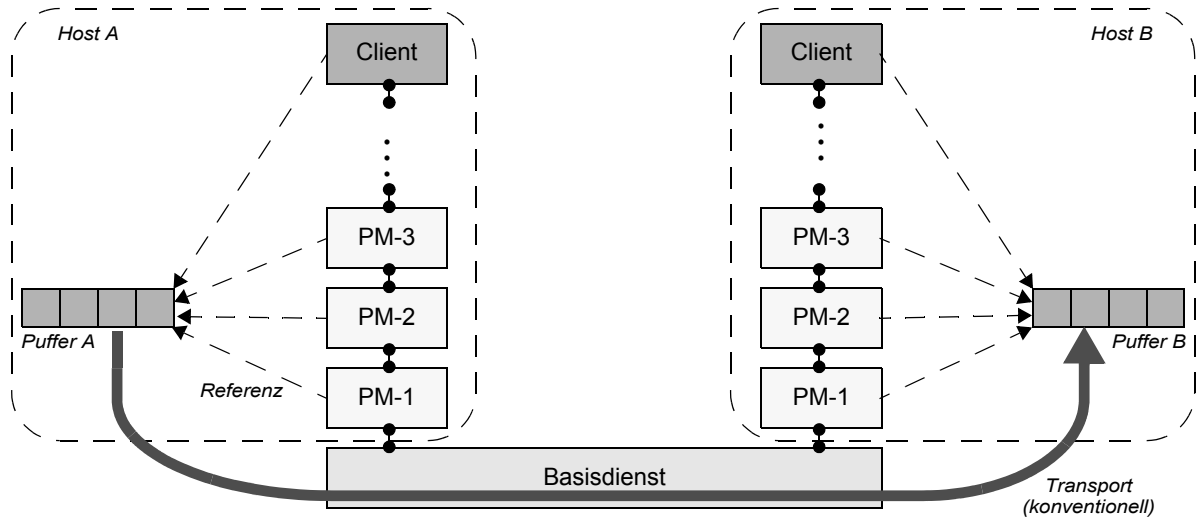 Host A
Client
Client
Host B
PM-3
PM-3
PM-2
PM-2
Puffer A
Puffer B
Referenz
PM-1
PM-1
Basisdienst
Transport
(konventionell)